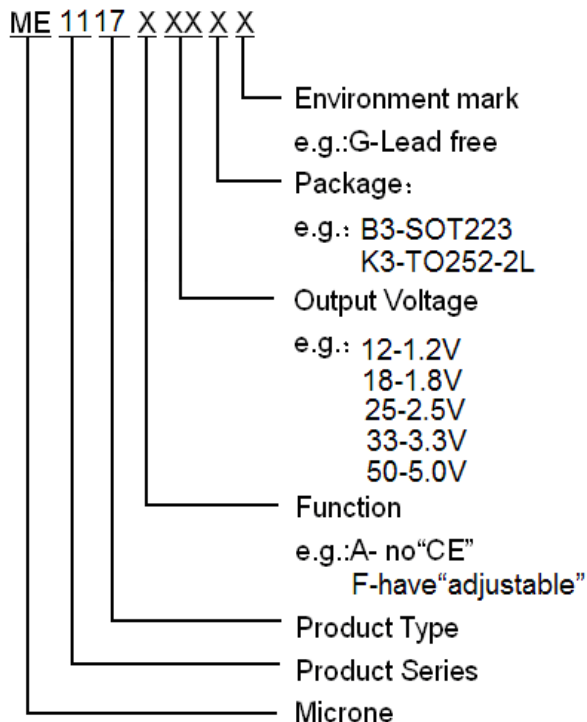 ME 11 17 X XX X X
Environment mark
e.g.:G-Lead free
Package：
e.g.：B3-SOT223
K3-TO252-2L
Output Voltage
e.g.：12-1.2V
18-1.8V
25-2.5V
33-3.3V
50-5.0V
Function
e.g.:A- no“CE”
F-have“adjustable”
Product Type
Product Series
Microne